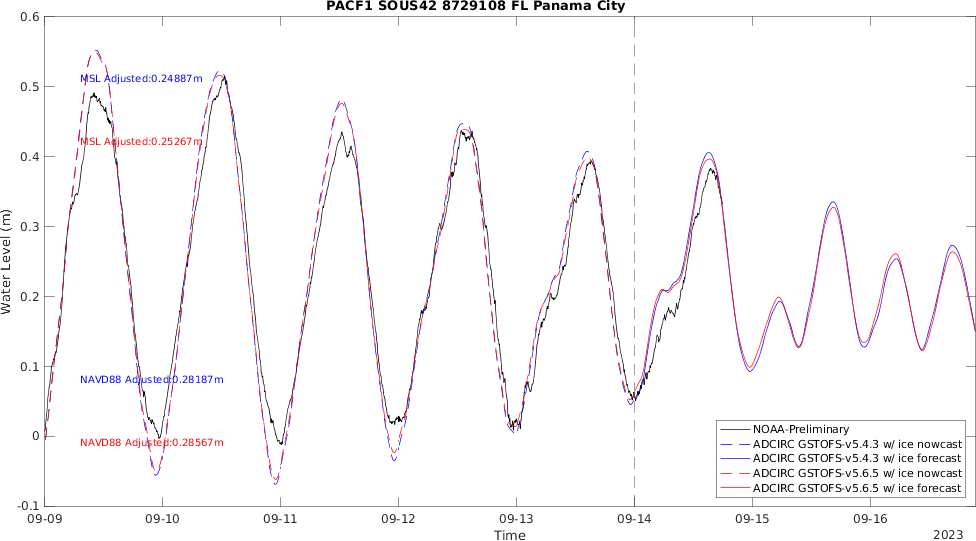 PACF1 SOUS42 8729108 FL Panama City
0.6
0.5
0.4
0.3
0.2
0.1
0
-0.1
Water Level (m)
MSL Adjusted:0.24887m
MSL Adjusted:0.25267m
NAVD88 Adjusted:0.28187m
NAVD88 Adjusted:0.28567m
NOAA-Preliminary
ADCIRC GSTOFS-v5.4.3 w/ ice nowcast
ADCIRC GSTOFS-v5.4.3 w/ ice forecast
ADCIRC GSTOFS-v5.6.5 w/ ice nowcast
ADCIRC GSTOFS-v5.6.5 w/ ice forecast
09-09 09-10 09-11 09-12 09-13 09-14 09-15 09-16
Time
2023